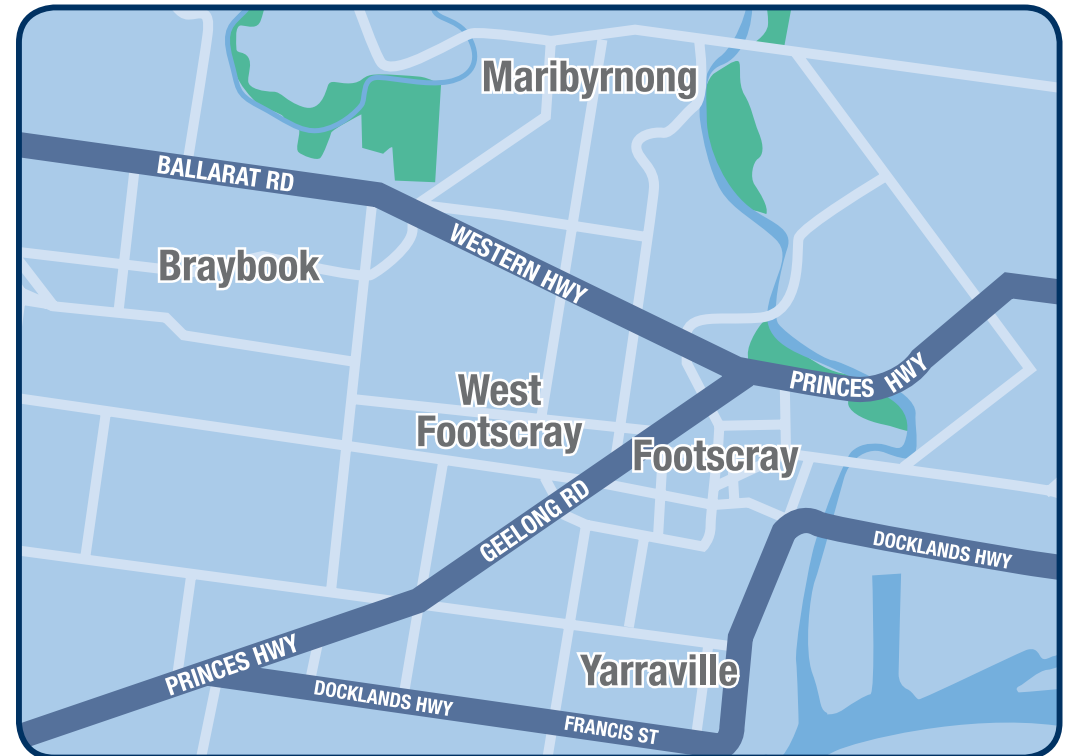 Maribyrnong
BALLARAT RD
WESTERN HWY
Braybook
PRINCES HWY
West
Footscray
Footscray
GEELONG RD
DOCKLANDS HWY
PRINCES HWY
Yarraville
DOCKLANDS HWY
FRANCIS ST